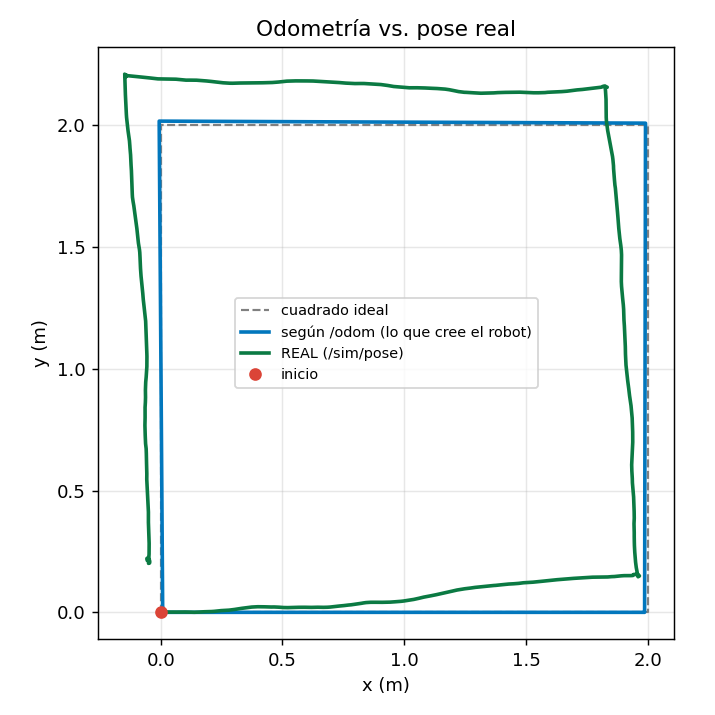 Odometría vs. pose real
y (m)
2.0
1.5
1.0
0.5
0.0
cuadrado ideal
según /odom (lo que cree el robot)
REAL (/sim/pose)
inicio
0.0 0.5 1.0 1.5 2.0
x (m)